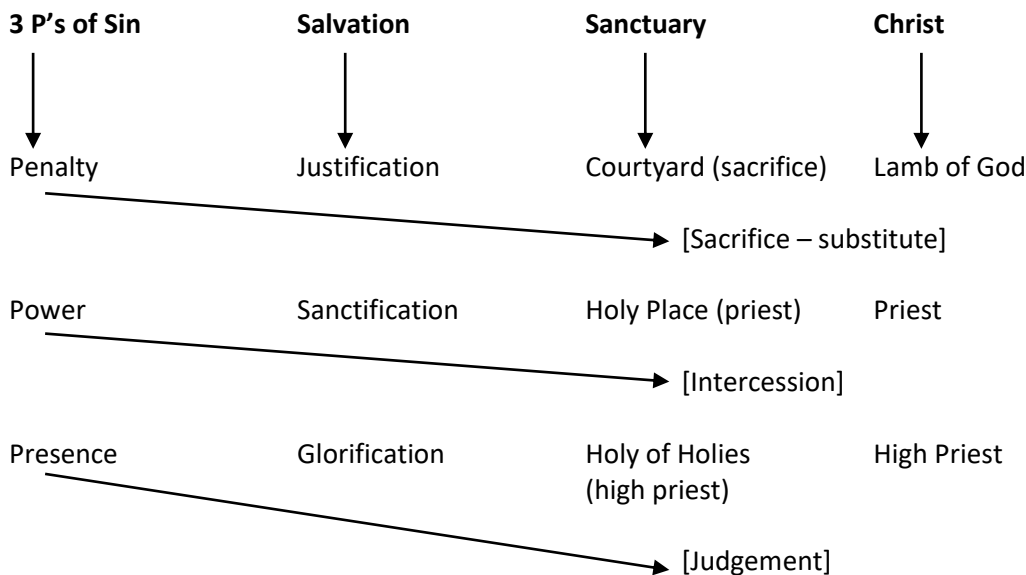 3 P’s of Sin Salvation Sanctuary Christ
Penalty Justification Courtyard (sacrifice) Lamb of God
[Sacrifice – substitute]
Power Sanctification Holy Place (priest) Priest
[Intercession]
Presence Glorification Holy of Holies High Priest
(high priest)
[Judgement]